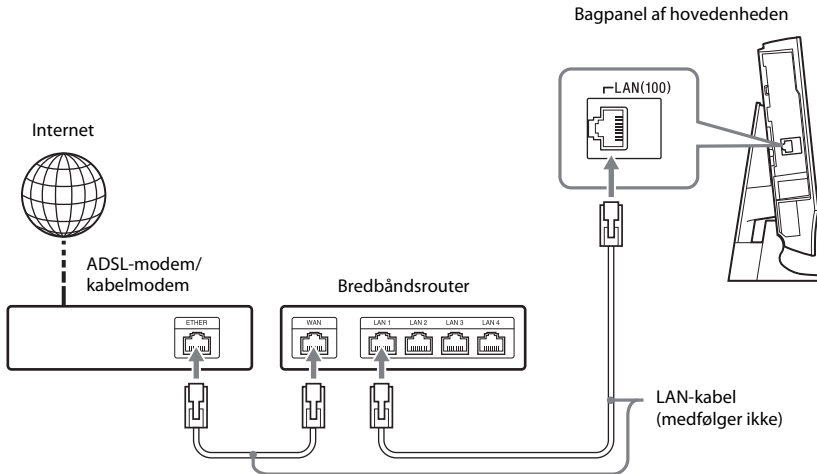 Bagpanel af hovedenheden
LAN(100)
Internet
ADSL-modem/
kabelmodem
Bredbåndsrouter
ETHER
WAN
LAN 1
LAN 2
LAN 3
LAN 4
LAN-kabel
(medfølger ikke)